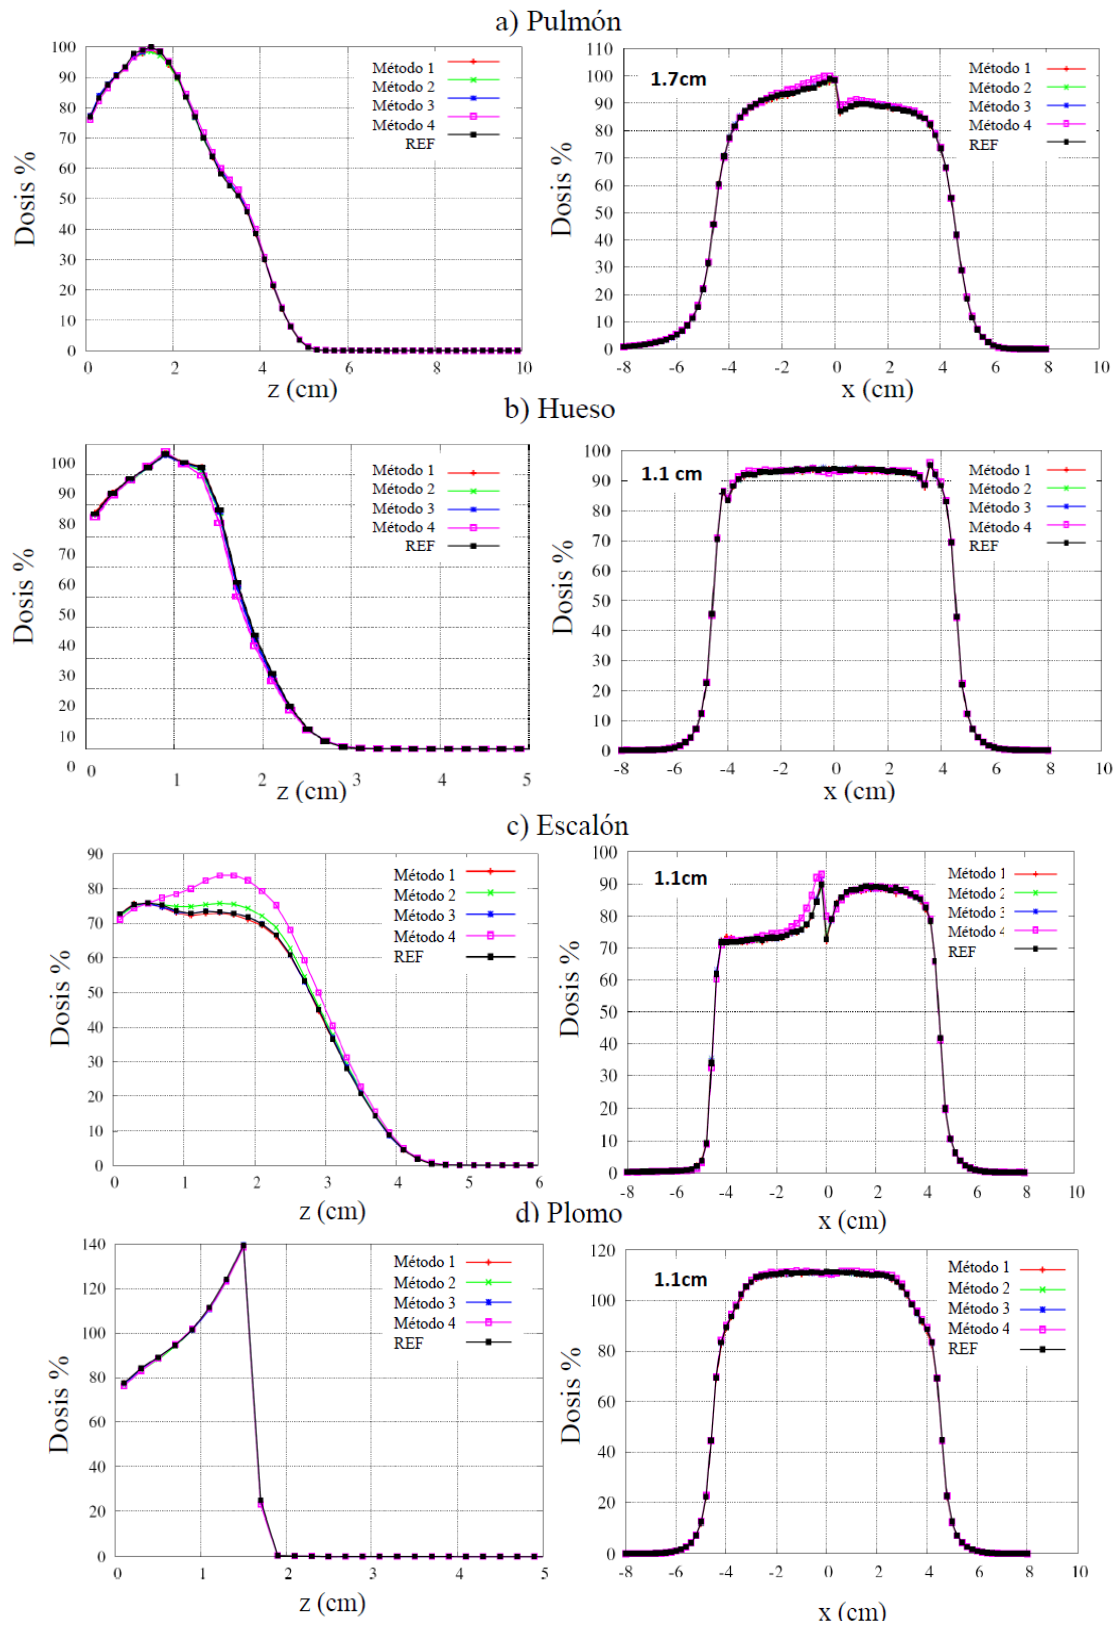 a) Pulmón
Dosis %
100
90
80
70
60
50
40
30
20
10
0
Método 1
Método 2
Método 3
Método 4
REF
0 2 4 6 8 10
z (cm)
Dosis %
110
100
90
80
70
60
50
40
30
20
10
0
1.7cm
Método 1
Método 2
Método 3
Método 4
REF
-8 -6 -4 -2 0 2 4 6 8 10
x (cm)
b) Hueso
Dosis %
100
90
80
70
60
50
40
30
20
10
0
Método 1
Método 2
Método 3
Método 4
REF
0 1 2 3 4 5
z (cm)
Dosis %
100
90
80
70
60
50
40
30
20
10
0
1.1 cm
Método 1
Método 2
Método 3
Método 4
REF
-8 -6 -4 -2 0 2 4 6 8 10
x (cm)
c) Escalón
Dosis %
90
80
70
60
50
40
30
20
10
0
Método 1
Método 2
Método 3
Método 4
REF
0 1 2 3 4 5 6
z (cm)
Dosis %
100
90
80
70
60
50
40
30
20
10
0
1.1cm
Método 1
Método 2
Método 3
Método 4
REF
-8 -6 -4 -2 0 2 4 6 8 10
x (cm)
d) Plomo
Dosis %
140
120
100
80
60
40
20
0
Método 1
Método 2
Método 3
Método 4
REF
0 1 2 3 4 5
z (cm)
Dosis %
120
100
80
60
40
20
0
1.1cm
Método 1
Método 2
Método 3
Método 4
REF
-8 -6 -4 -2 0 2 4 6 8 10
x (cm)